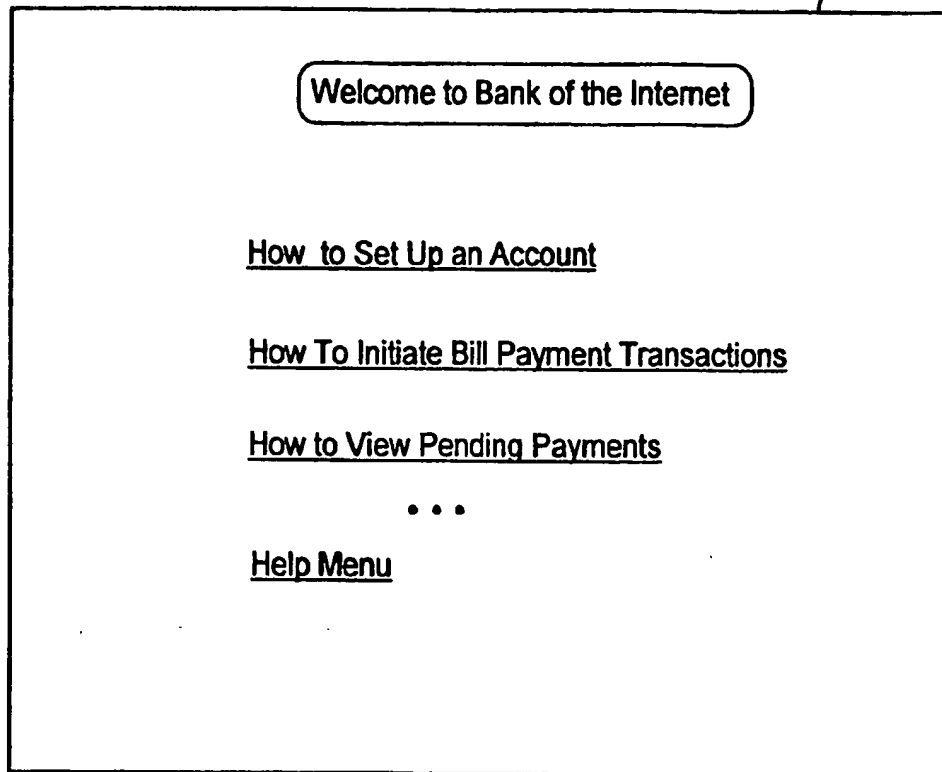 Welcome to Bank of the Internet
How to Set Up an Account
How To Initiate Bill Payment Transactions
How to View Pending Payments
• • •
Help Menu